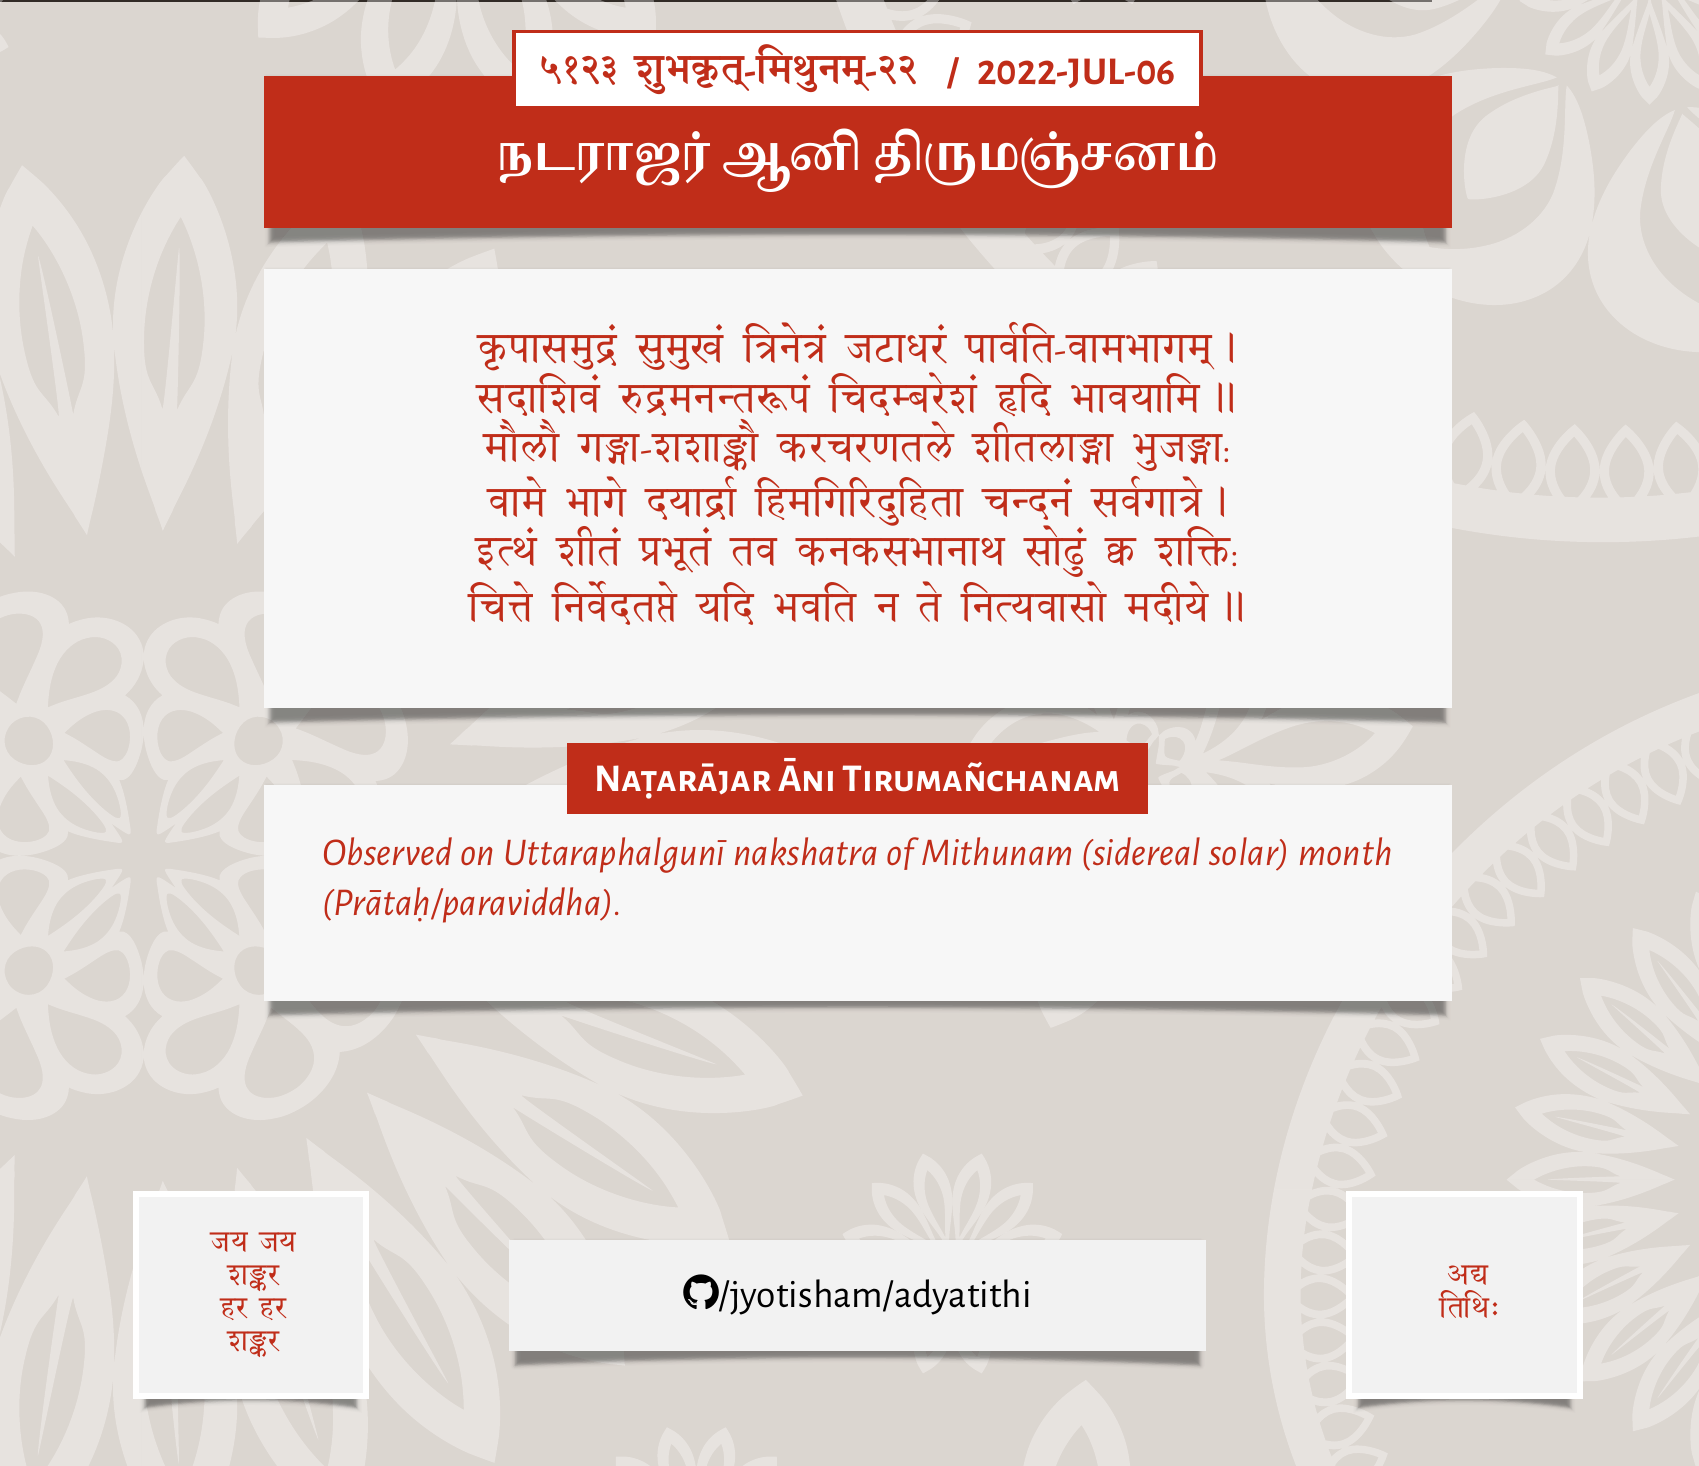 ५१२३ शुभकृत्-मिथुनम्-२२ / 2022-JUL-06
நடராஜர் ஆனி திருமஞ்சனம்
कृपासमुद्रं सुमुखं त्रिनेत्रं जटाधरं पार्वति-वामभागम् ।
सदाशिवं रुद्रमनन्तरूपं चिदम्बरेशं हृदि भावयामि ॥
मौलौ गङ्गा-शशाङ्कौ करचरणतले शीतलाङ्गा भुजङ्गाः
वामे भागे दयार्द्रा हिमगिरिदुहिता चन्दनं सर्वगात्रे ।
इत्थं शीतं प्रभूतं तव कनकसभानाथ सोढुं क्व शक्तिः
चित्ते निर्वेदतप्ते यदि भवति न ते नित्यवासो मदीये ॥
Naṭarājar Āni Tirumañchanam
Observed on Uttaraphalgunī nakshatra of Mithunam (sidereal solar) month
(Prātaḥ/paraviddha).
जय जय
शङ्कर
हर हर
शङ्कर
/jyotisham/adyatithi
अद्य
तिथिः